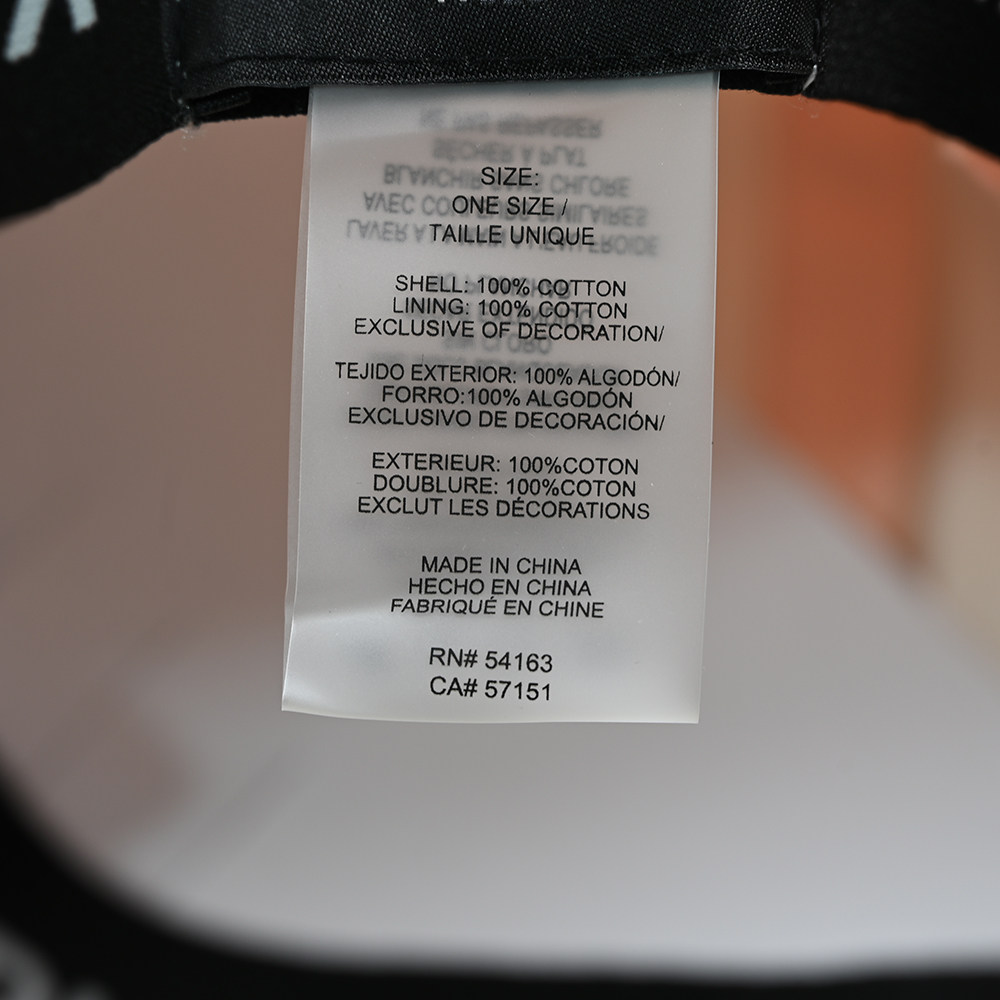 SIZE:
ONE SIZE /
TAILLE UNIQUE
SHELL: 100% COTTON
LINING: 100% COTTON
EXCLUSIVE OF DECORATION/
TEJIDO EXTERIOR: 100% ALGODÓN/
FORRO:100% ALGODÓN
EXCLUSIVO DE DECORACIÓN/
EXTERIEUR: 100%COTON
DOUBLURE: 100%COTON
EXCLUT LES DÉCORATIONS
MADE IN CHINA
HECHO EN CHINA
FABRIQUÉ EN CHINE
RN# 54163
CA# 57151